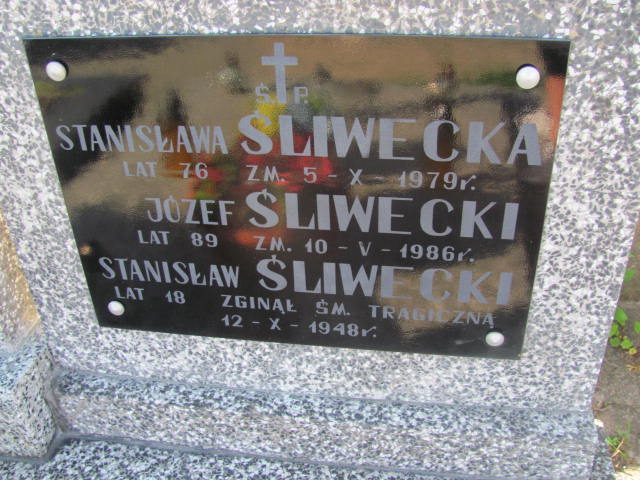 Ś.P.
STANISŁAWA ŚLIWECKA
LAT 76 ZM. 5-X-1979r.
JÓZEF ŚLIWECKI
LAT 89 ZM. 10-V-1986r.
STANISŁAW ŚLIWECKI
LAT 18 ZGINĄŁ ŚM. TRAGICZNĄ
12-X-1948r.